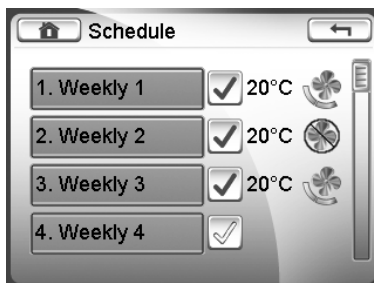 Schedule
1. Weekly 1 20°C
2. Weekly 2 20°C
3. Weekly 3 20°C
4. Weekly 4